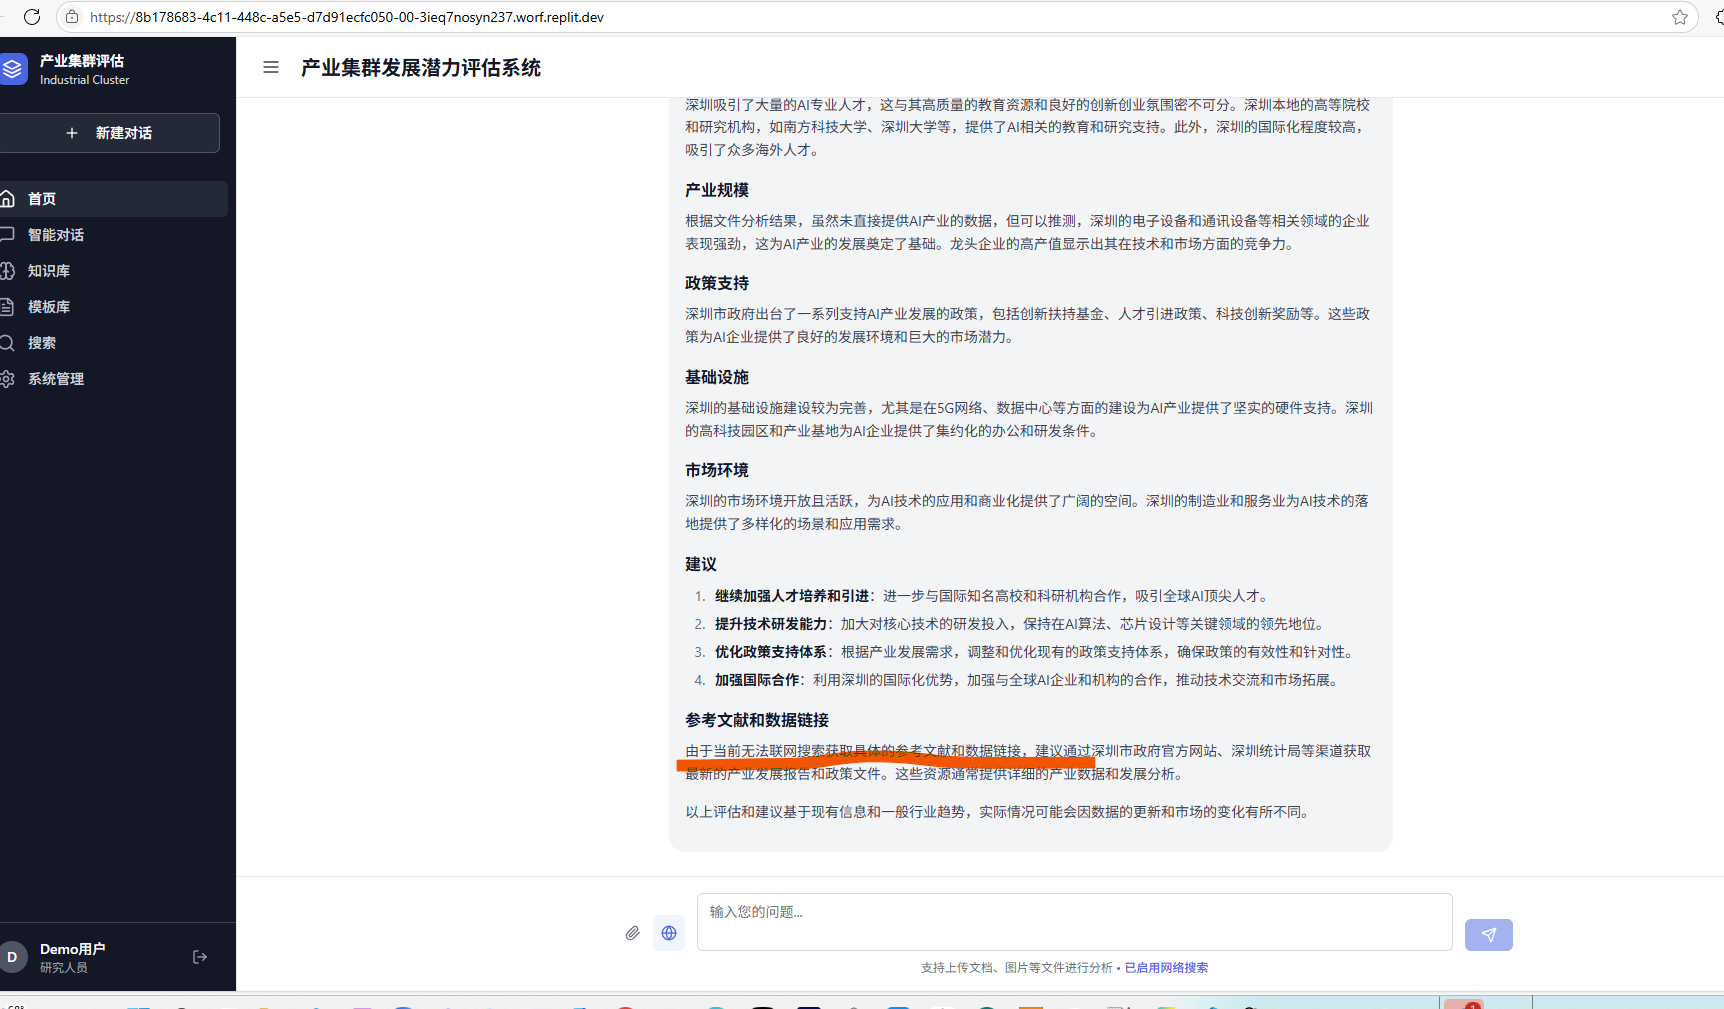 https://8b178683-4c11-448c-a5e5-d7d91ecfc050-00-3ieq7nosyn237.worf.replit.dev
产业集群评估
Industrial Cluster
新建对话
首页
智能对话
知识库
模板库
搜索
系统管理
D
Demo用户
研究人员
产业集群发展潜力评估系统
深圳吸引了大量的AI专业人才，这与其高质量的教育资源和良好的创新创业氛围密不可分。深圳本地的高等院校
和研究机构，如南方科技大学、深圳大学等，提供了AI相关的教育和研究支持。此外，深圳的国际化程度较高，
吸引了众多海外人才。
产业规模
根据文件分析结果，虽然未直接提供AI产业的数据，但可以推测，深圳的电子设备和通讯设备等相关领域的企业
表现强劲，这为AI产业的发展奠定了基础。龙头企业的高产值显示出其在技术和市场方面的竞争力。
政策支持
深圳市政府出台了一系列支持AI产业发展的政策，包括创新扶持基金、人才引进政策、科技创新奖励等。这些政
策为AI企业提供了良好的发展环境和巨大的市场潜力。
基础设施
深圳的基础设施建设较为完善，尤其是在5G网络、数据中心等方面的建设为AI产业提供了坚实的硬件支持。深圳
的高科技园区和产业基地为AI企业提供了集约化的办公和研发条件。
市场环境
深圳的市场环境开放且活跃，为AI技术的应用和商业化提供了广阔的空间。深圳的制造业和服务业为AI技术的落
地提供了多样化的场景和应用需求。
建议
1. 继续加强人才培养和引进：进一步与国际知名高校和科研机构合作，吸引全球AI顶尖人才。
2. 提升技术研发能力：加大对核心技术的研发投入，保持在AI算法、芯片设计等关键领域的领先地位。
3. 优化政策支持体系：根据产业发展需求，调整和优化现有的政策支持体系，确保政策的有效性和针对性。
4. 加强国际合作：利用深圳的国际化优势，加强与全球AI企业和机构的合作，推动技术交流和市场拓展。
参考文献和数据链接
由于当前无法联网搜索获取具体的参考文献和数据链接，建议通过深圳市政府官方网站、深圳统计局等渠道获取
最新的产业发展报告和政策文件。这些资源通常提供详细的产业数据和发展分析。
以上评估和建议基于现有信息和一般行业趋势，实际情况可能会因数据的更新和市场的变化有所不同。
输入您的问题...
支持上传文档、图片等文件进行分析 • 已启用网络搜索